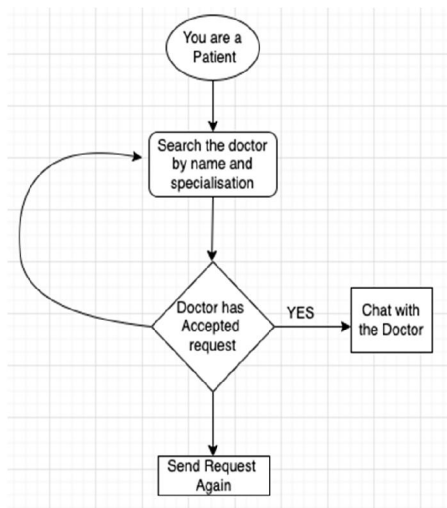 You are a
Patient
Search the doctor
by name and
specialisation
Doctor has
Accepted
request
YES
Chat with
the Doctor
Send Request
Again